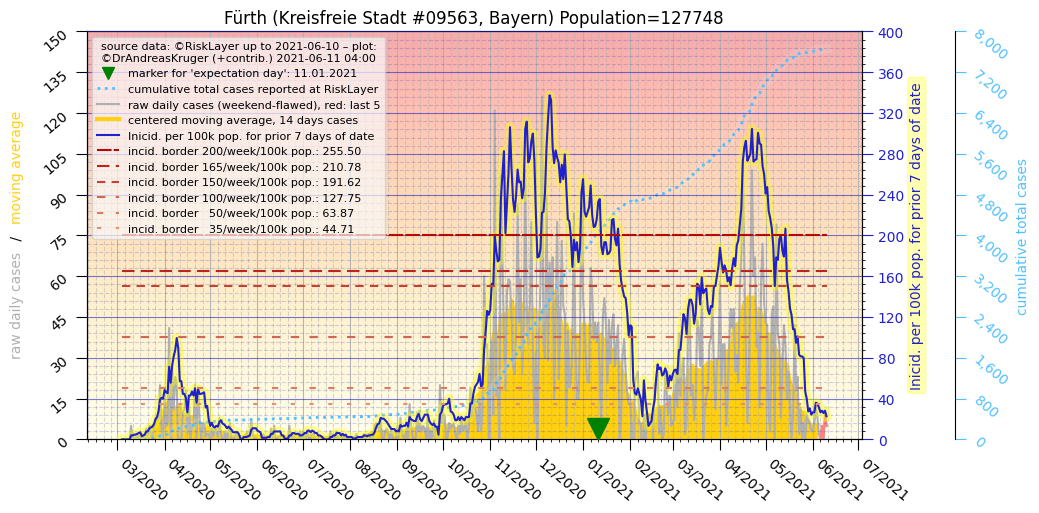 Fürth (Kreisfreie Stadt #09563, Bayern) Population=127748
source data: ©RiskLayer up to 2021-06-10 – plot:
©DrAndreasKruger (+contrib.) 2021-06-11 04:00
marker for 'expectation day': 11.01.2021
cumulative total cases reported at RiskLayer
raw daily cases (weekend-flawed), red: last 5
centered moving average, 14 days cases
Inicid. per 100k pop. for prior 7 days of date
incid. border 200/week/100k pop.: 255.50
incid. border 165/week/100k pop.: 210.78
incid. border 150/week/100k pop.: 191.62
incid. border 100/week/100k pop.: 127.75
incid. border   50/week/100k pop.: 63.87
incid. border   35/week/100k pop.: 44.71
raw daily cases / moving average
150
135
120
105
90
75
60
45
30
15
0
400
360
320
280
240
200
160
120
80
40
0
Inicid. per 100k pop. for prior 7 days of date
8,000
7,200
6,400
5,600
4,800
4,000
3,200
2,400
1,600
800
0
cumulative total cases
03/2020
04/2020
05/2020
06/2020
07/2020
08/2020
09/2020
10/2020
11/2020
12/2020
01/2021
02/2021
03/2021
04/2021
05/2021
06/2021
07/2021